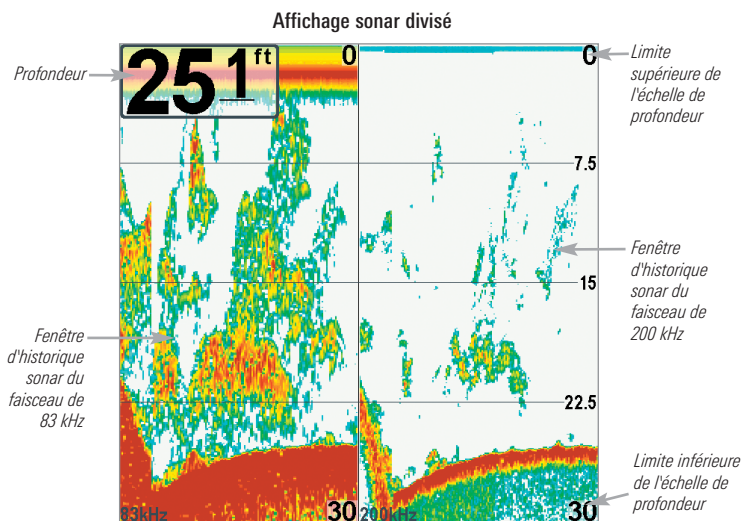 Affichage sonar divisé
Profondeur
25.1 ft
0
0
Limite
supérieure de
l'échelle de
profondeur
7.5
Fenêtre
d'historique
sonar du
faisceau de
200 kHz
15
Fenêtre
d'historique
sonar du
faisceau de
83 kHz
22.5
Limite inférieure
de l'échelle de
profondeur
83kHz
30
200kHz
30